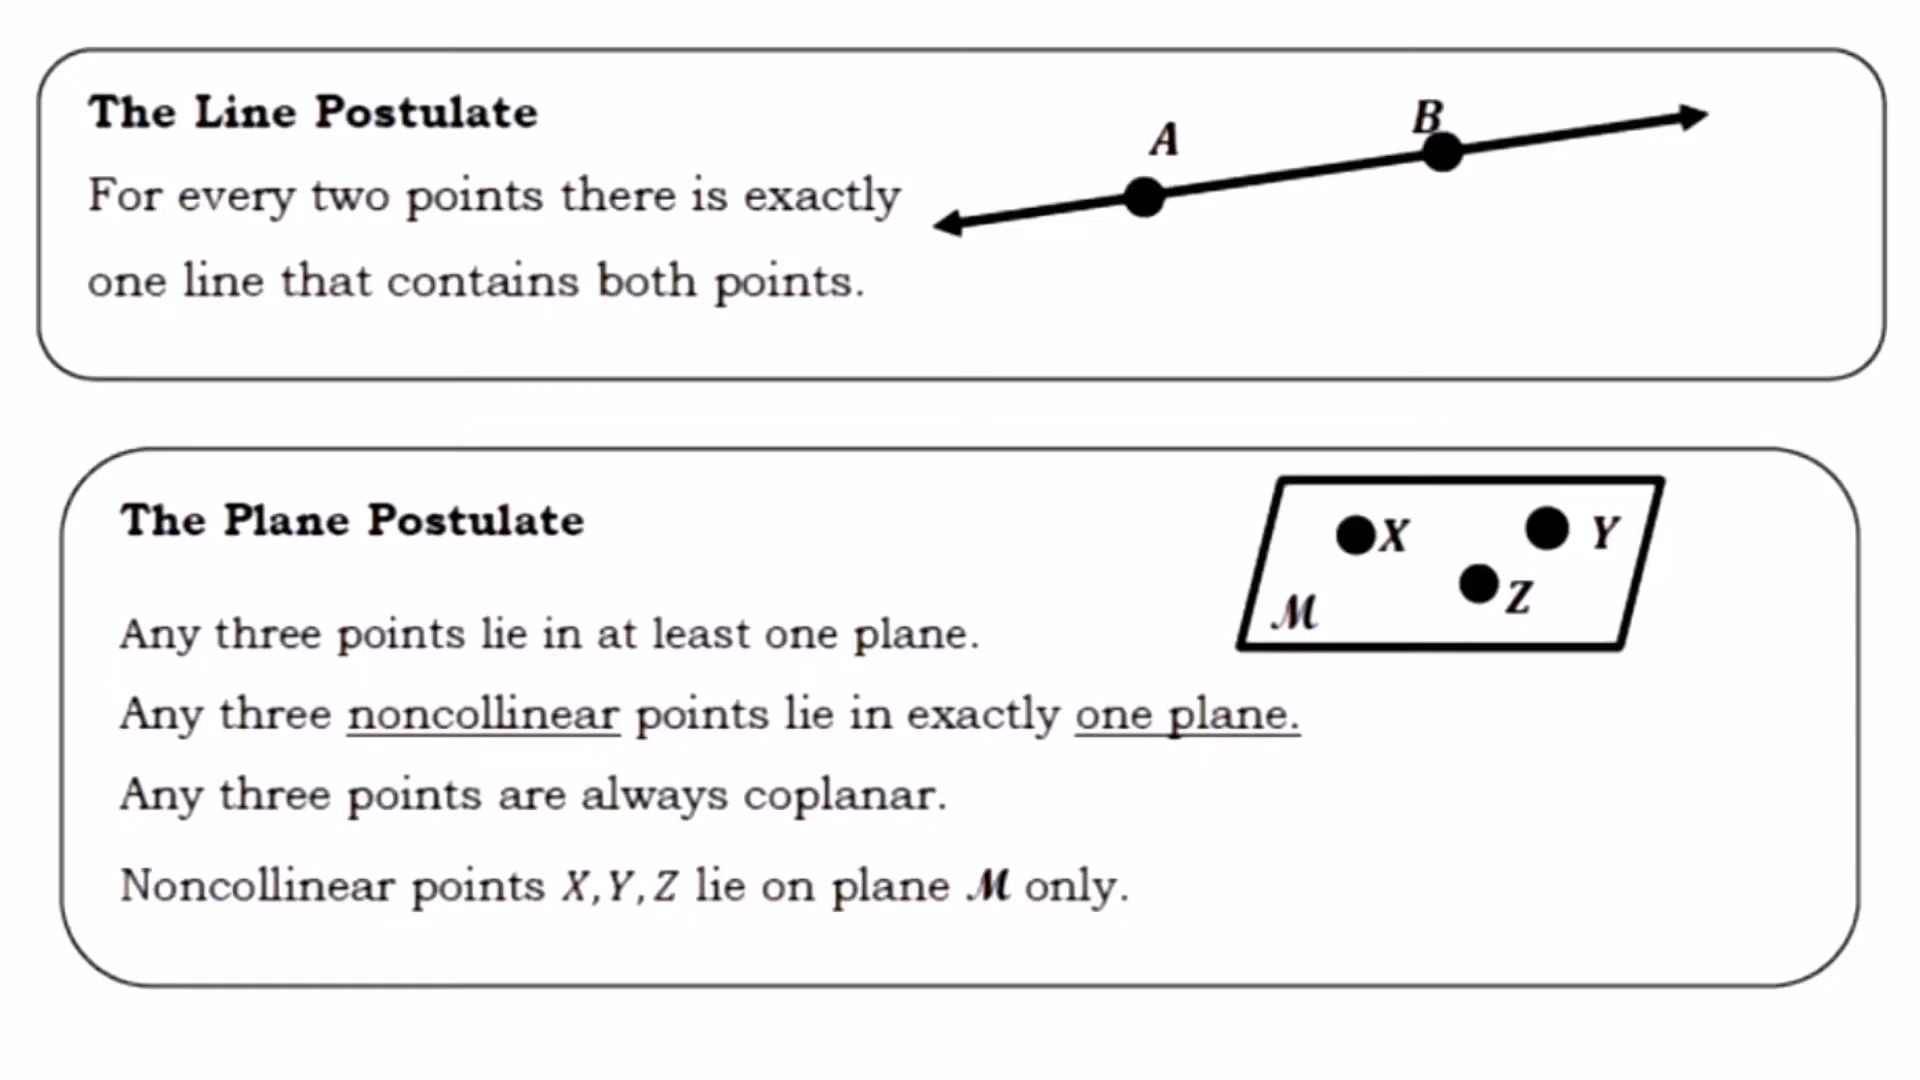 The Line Postulate
For every two points there is exactly
one line that contains both points.
A
B
The Plane Postulate
X
Y
Z
ℳ
Any three points lie in at least one plane.
Any three noncollinear points lie in exactly one plane.
Any three points are always coplanar.
Noncollinear points X, Y, Z lie on plane ℳ only.